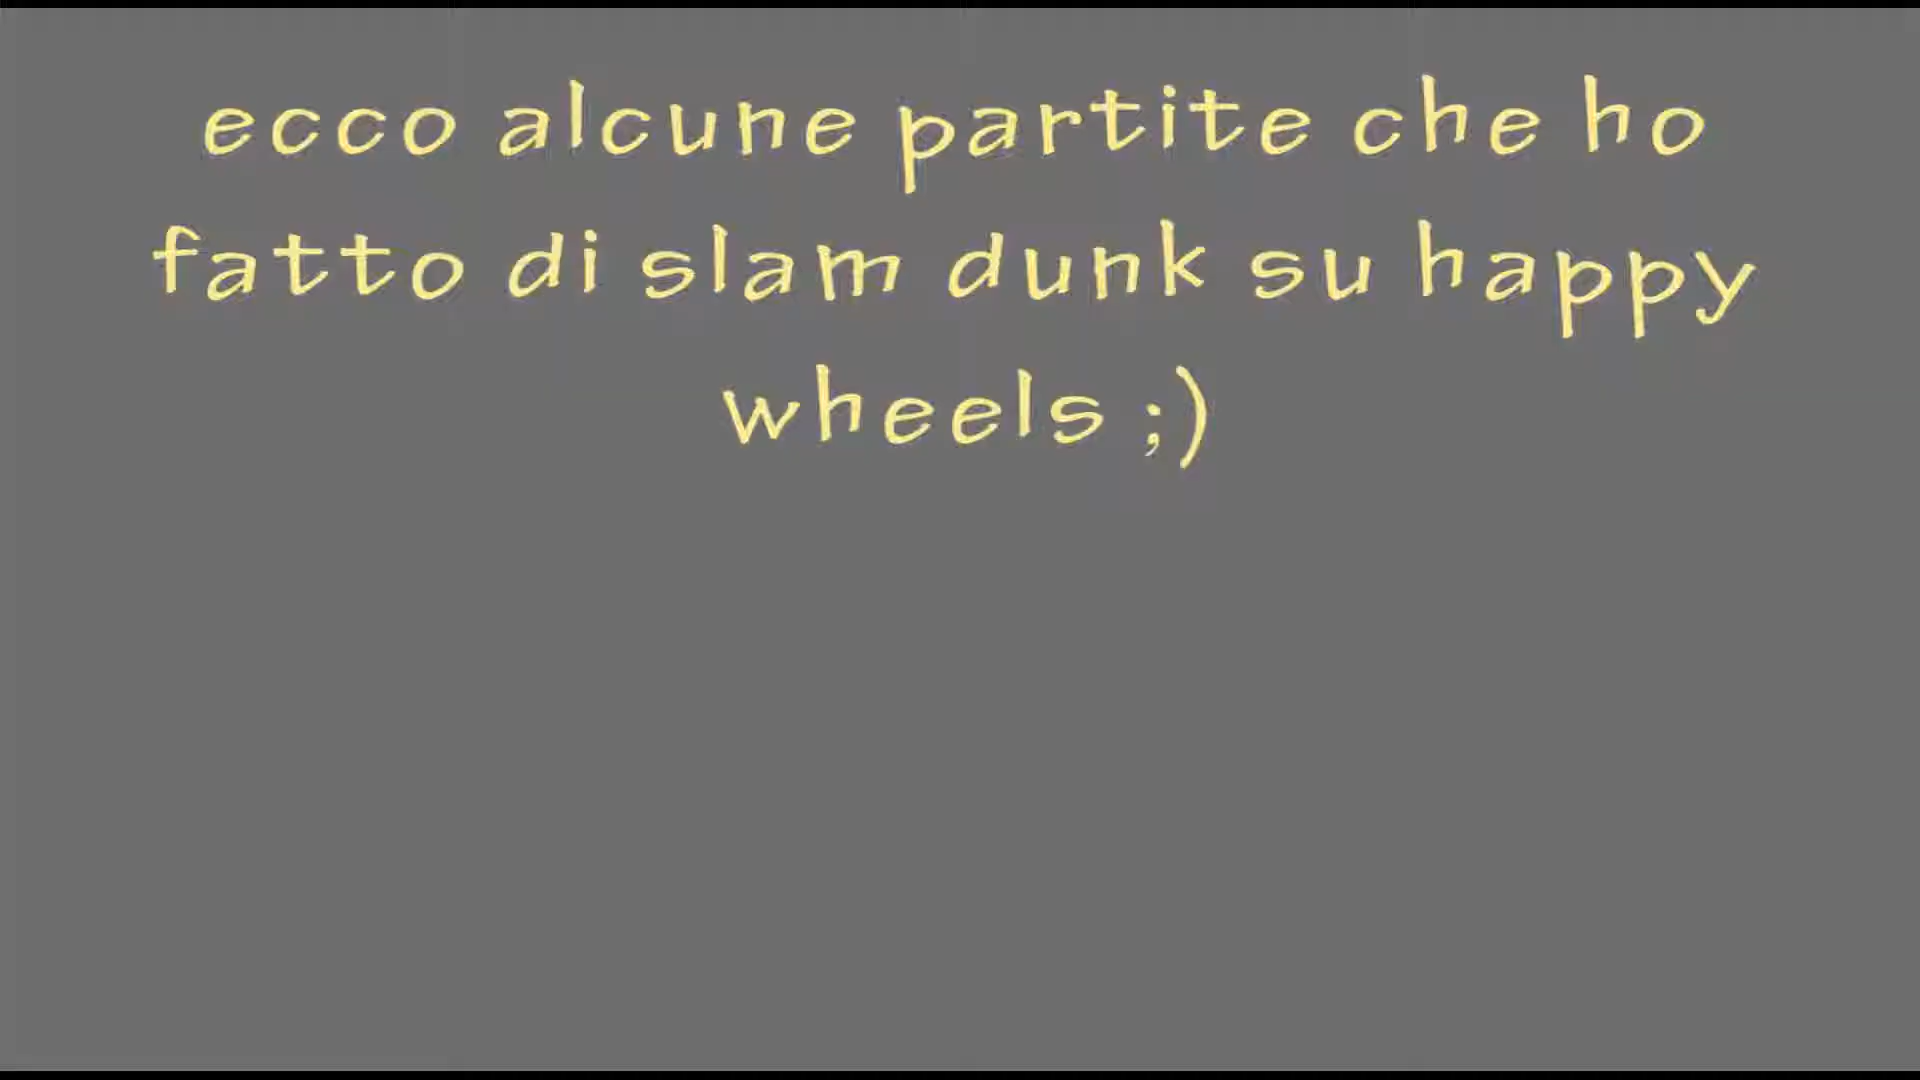 ecco alcune partite che ho
fatto di slam dunk su happy
wheels ;)